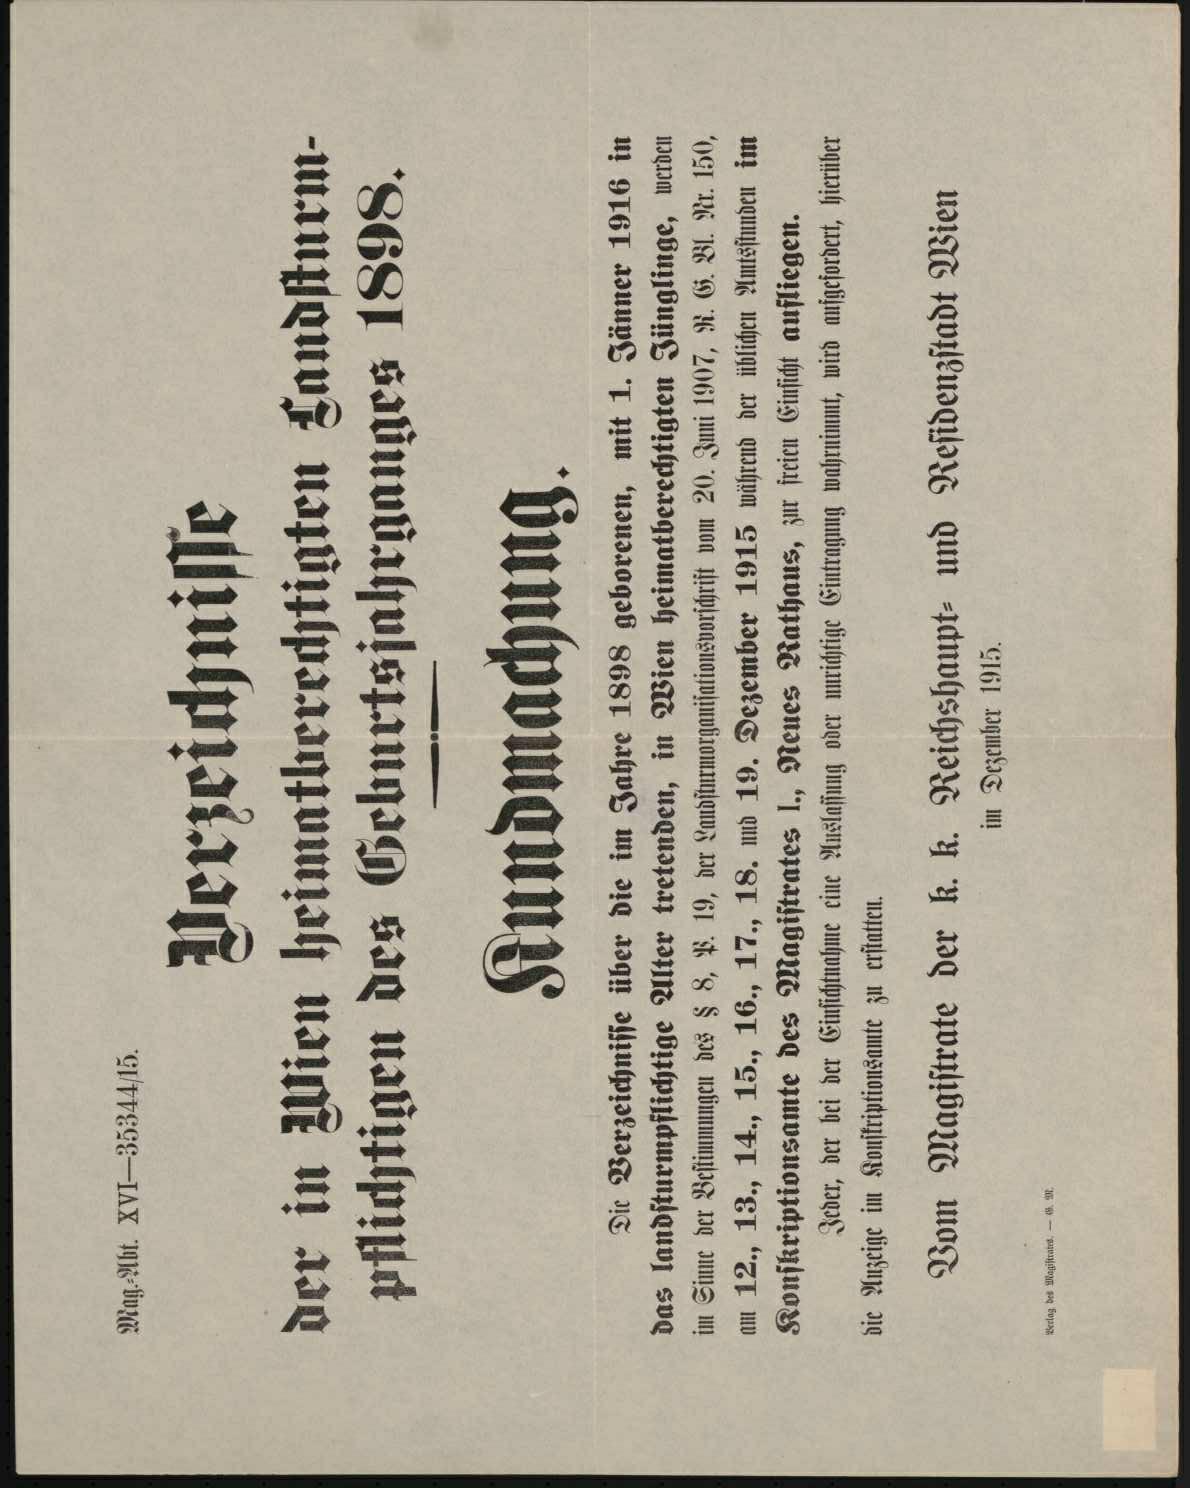 Mag.-Abt. XVI—35344/15.
Verzeichnisse
der in Wien heimatberechtigten Landsturm-
pflichtigen des Geburtsjahrganges 1898.
Kundmachung.
Die Verzeichnisse über die im Jahre 1898 geborenen, mit 1. Jänner 1916 in
das landsturmpflichtige Alter tretenden, in Wien heimatberechtigten Jünglinge, werden
im Sinne der Bestimmungen des § 8, P. 19, der Landsturmorganisationsvorschrift vom 20. Juni 1907, R. G. Bl. Nr. 150,
am 12., 13., 14., 15., 16., 17., 18. und 19. Dezember 1915 während der üblichen Amtsstunden im
Konskriptionsamte des Magistrates I., Neues Rathaus, zur freien Einsicht aufliegen.
Jeder, der bei der Einsichtnahme eine Auslassung oder unrichtige Eintragung wahrnimmt, wird aufgefordert, hierüber
die Anzeige im Konskriptionsamte zu erstatten.
Vom Magistrate der k. k. Reichshaupt- und Residenzstadt Wien
im Dezember 1915.
Verlag des Magistrates. — G. M.